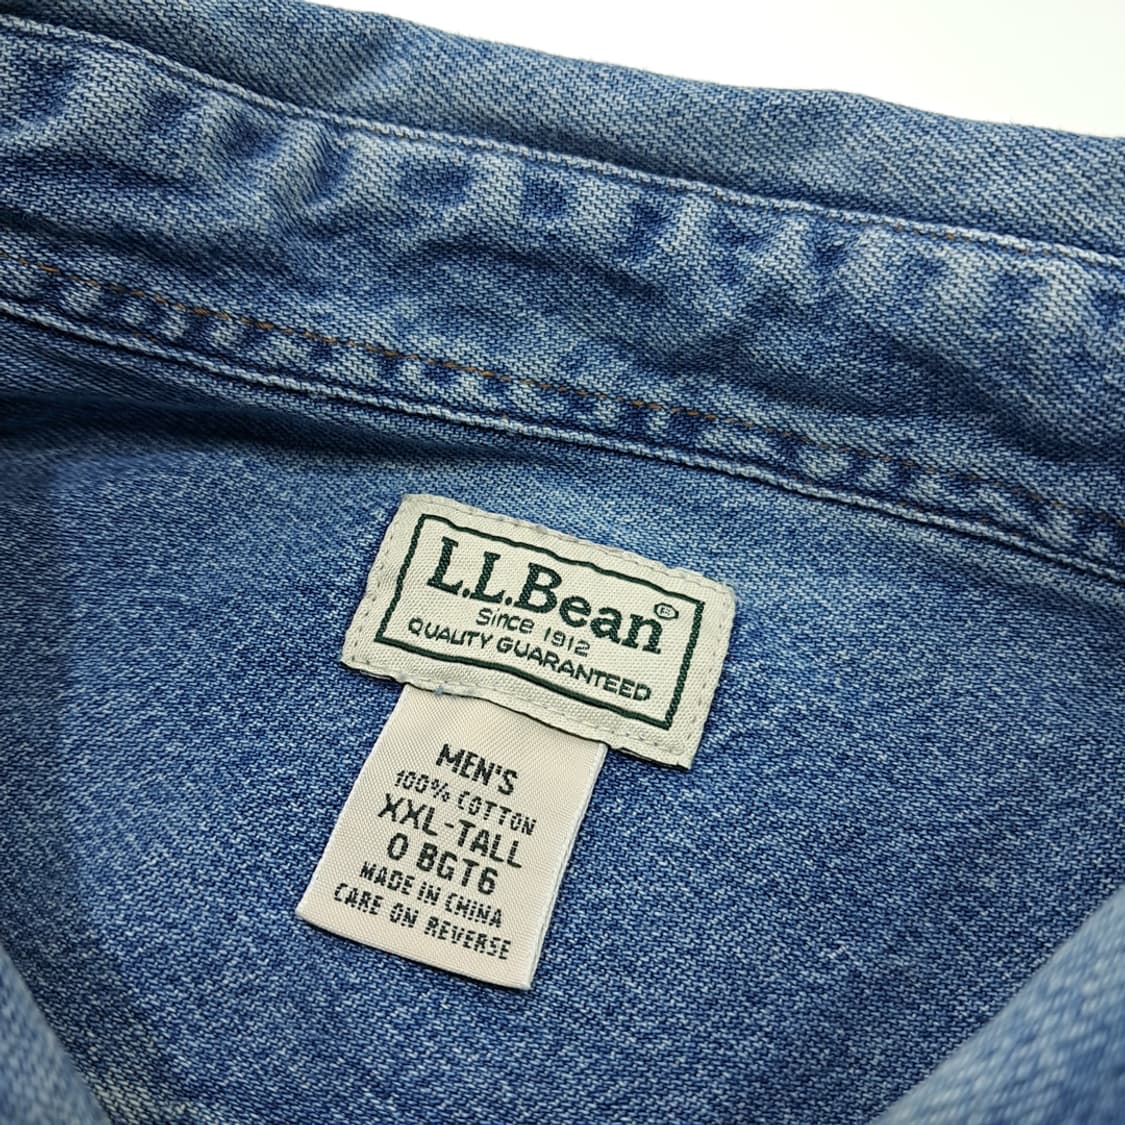 L.L.Bean®
Since 1912
QUALITY GUARANTEED
MEN'S
100% COTTON
XXL-TALL
0 BGT6
MADE IN CHINA
CARE ON REVERSE